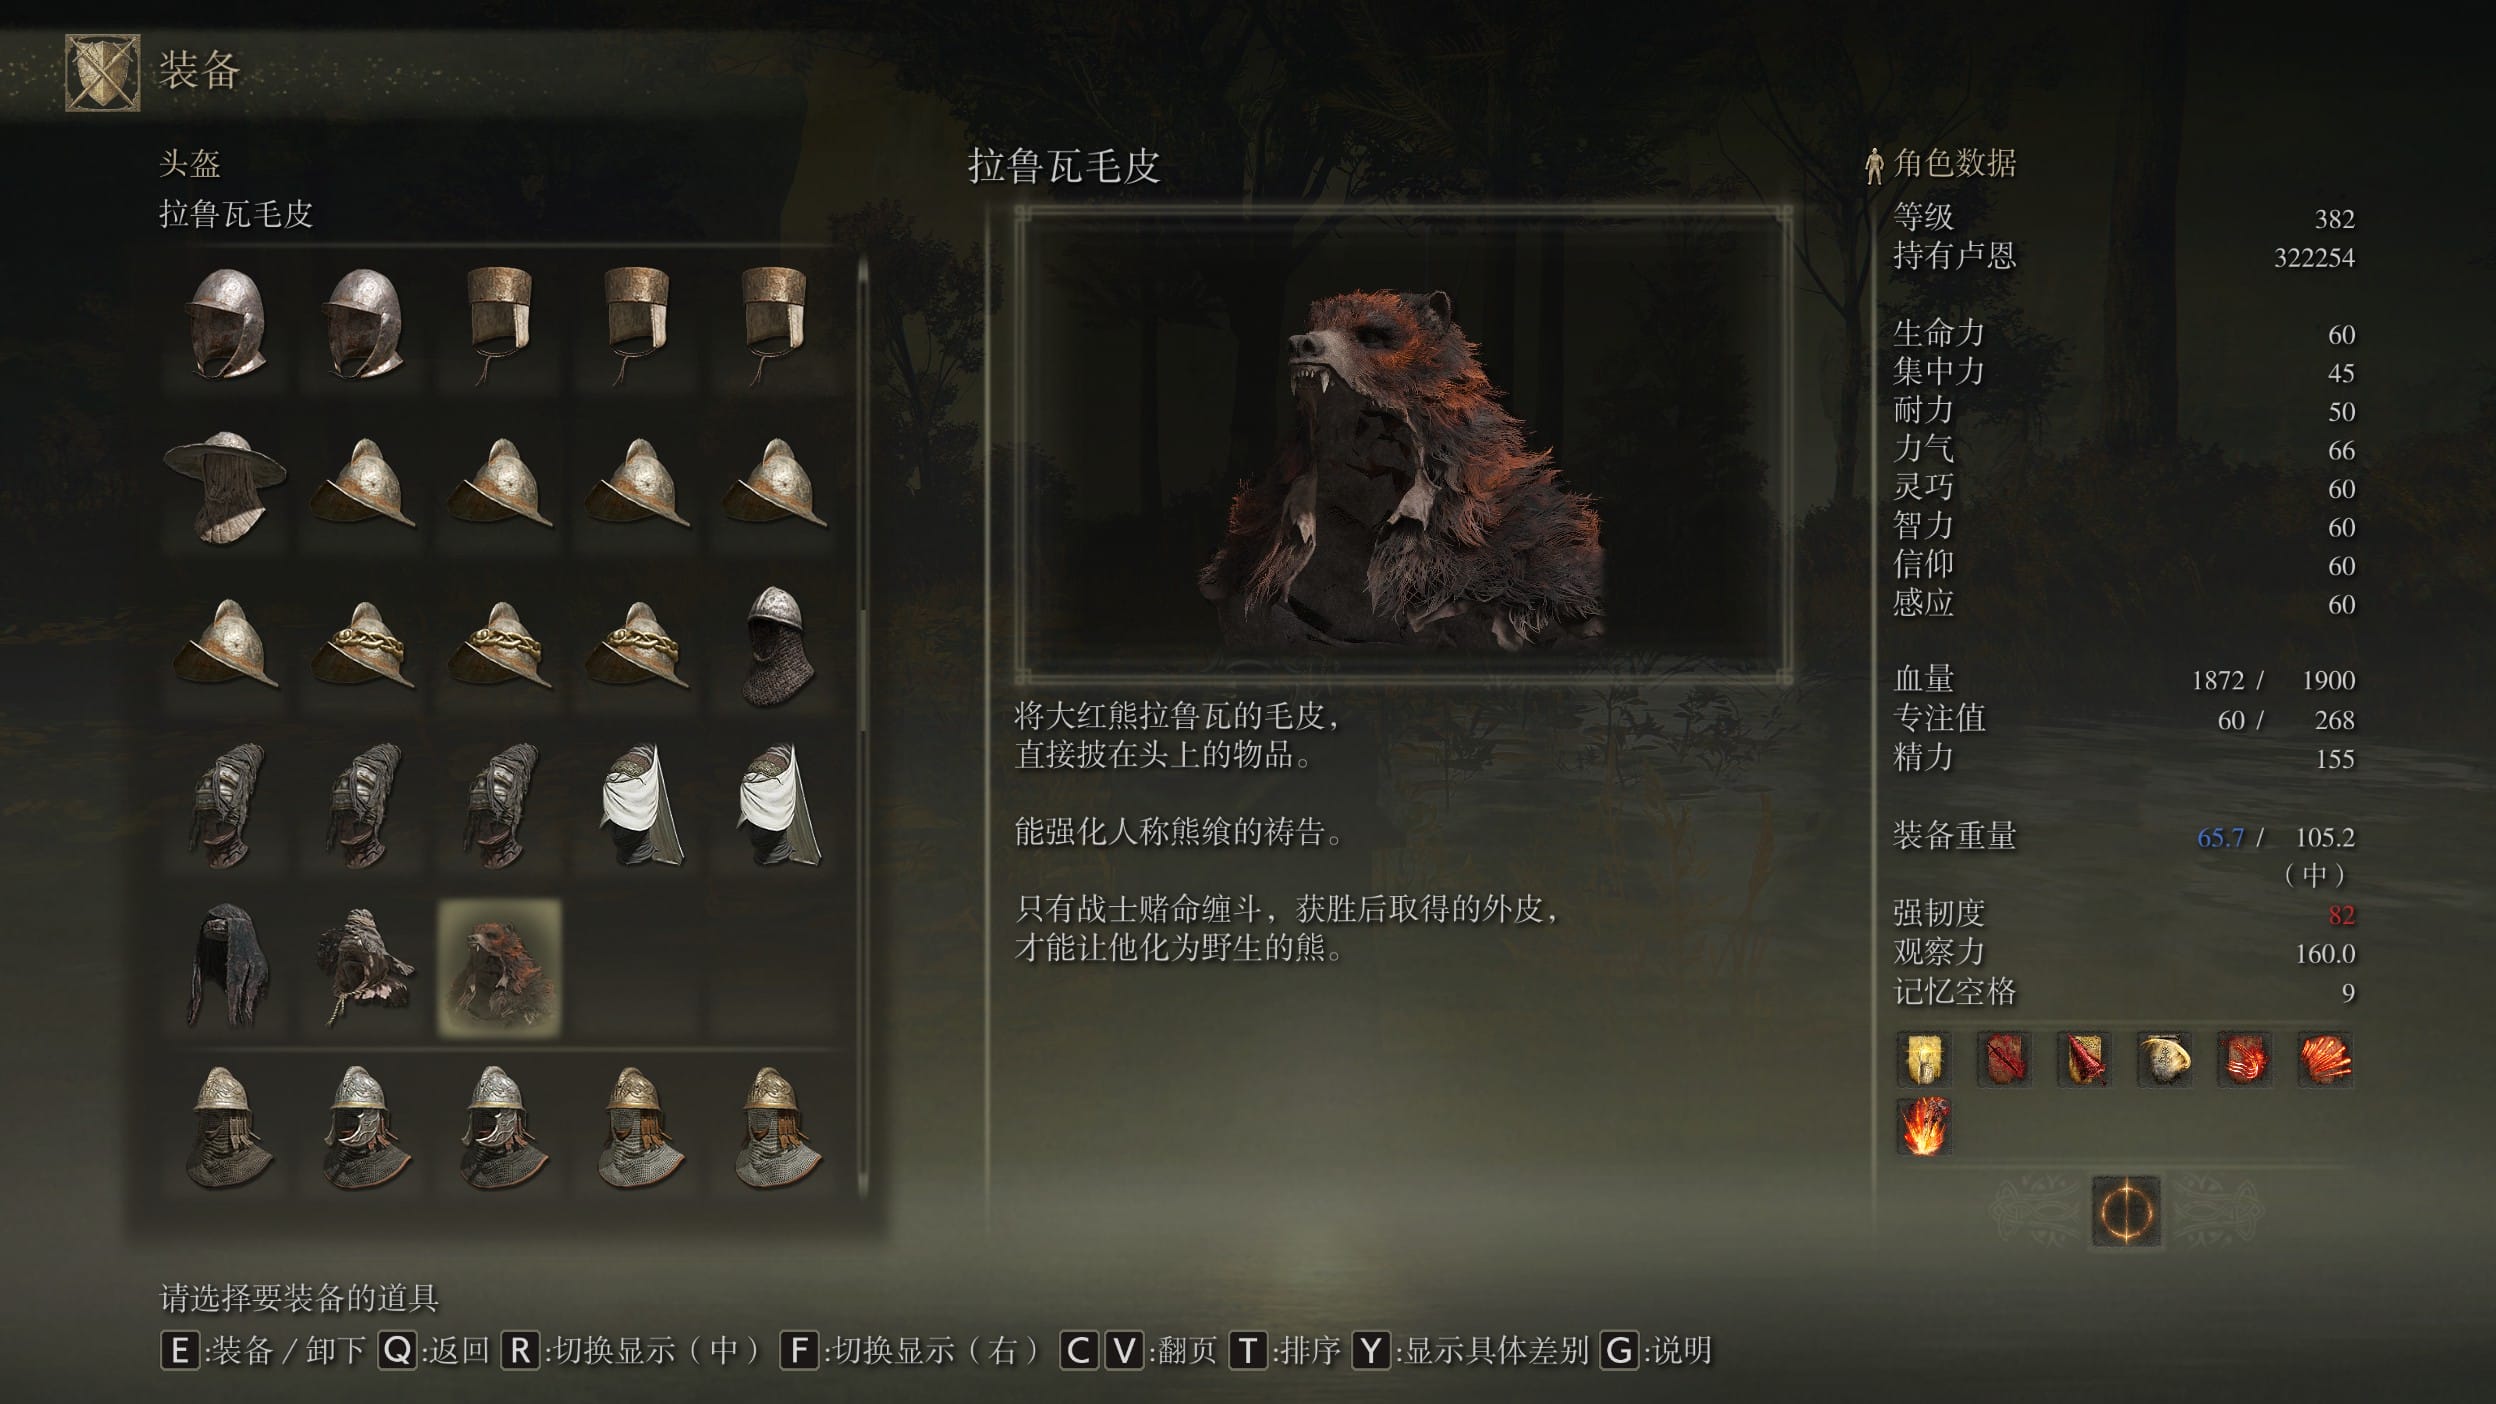 装备
头盔
拉鲁瓦毛皮
拉鲁瓦毛皮
将大红熊拉鲁瓦的毛皮，
直接披在头上的物品。
能强化人称熊飨的祷告。
只有战士赌命缠斗，获胜后取得的外皮，
才能让他化为野生的熊。
角色数据
等级 382
持有卢恩 322254
生命力 60
集中力 45
耐力 50
力气 66
灵巧 60
智力 60
信仰 60
感应 60
血量 1872 / 1900
专注值 60 / 268
精力 155
装备重量 65.7 / 105.2
（中）
强韧度 82
观察力 160.0
记忆空格 9
请选择要装备的道具
E:装备／卸下 Q:返回 R:切换显示（中） F:切换显示（右） C V:翻页 T:排序 Y:显示具体差别 G:说明